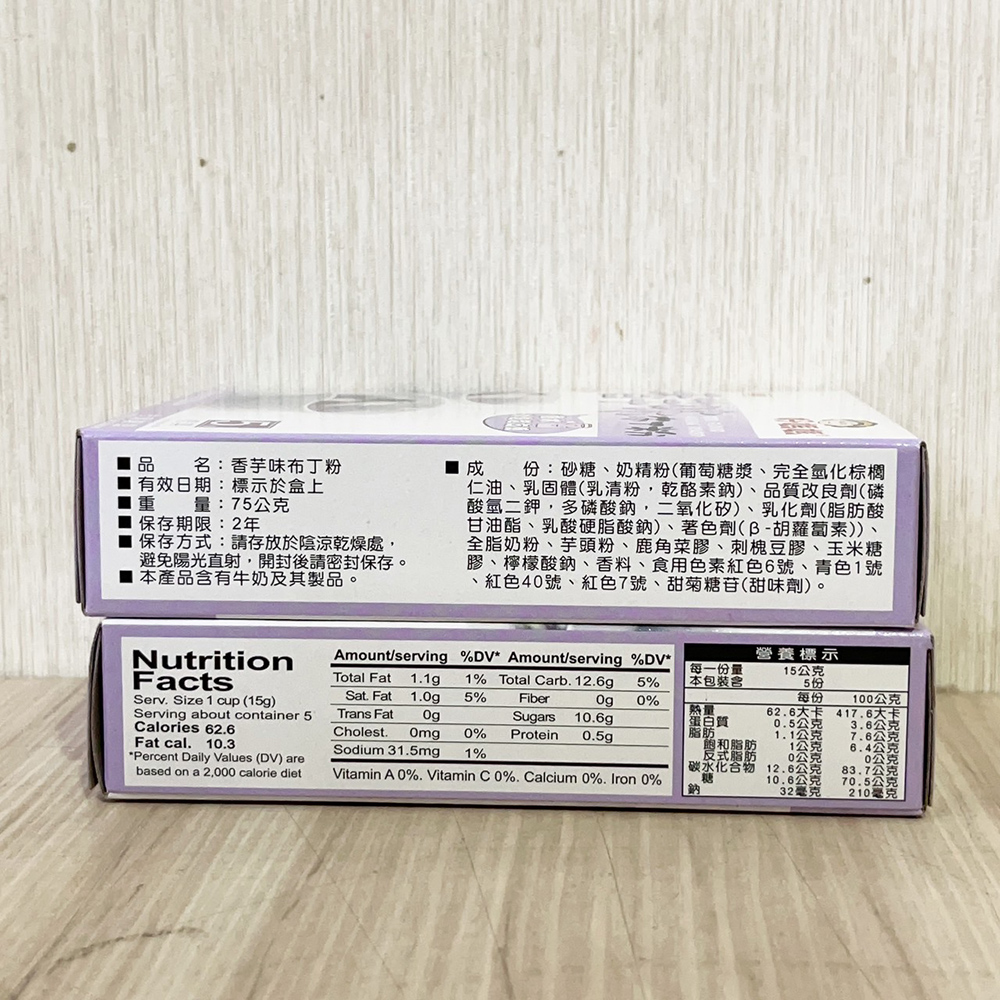 ■品　　名：香芋味布丁粉
■有效日期：標示於盒上
■重　　量：75公克
■保存期限：2年
■保存方式：請存放於陰涼乾燥處，
避免陽光直射，開封後請密封保存。
■本產品含有牛奶及其製品。
■成　　份：砂糖、奶精粉(葡萄糖漿、完全氫化棕櫚
仁油、乳固體(乳清粉，乾酪素鈉)、品質改良劑(磷
酸氫二鉀，多磷酸鈉，二氧化矽)、乳化劑(脂肪酸
甘油酯、乳酸硬脂酸鈉)、著色劑(β-胡蘿蔔素))、
全脂奶粉、芋頭粉、鹿角菜膠、刺槐豆膠、玉米糖
膠、檸檬酸鈉、香料、食用色素紅色6號、青色1號
、紅色40號、紅色7號、甜菊糖苷(甜味劑)。
Nutrition
Facts
Serv. Size 1 cup (15g)
Serving about container 5
Calories 62.6
Fat cal. 10.3
*Percent Daily Values (DV) are
based on a 2,000 calorie diet
Amount/serving %DV* Amount/serving %DV*
Total Fat 1.1g 1% Total Carb. 12.6g 5%
Sat. Fat 1.0g 5% Fiber 0g 0%
Trans Fat 0g Sugars 10.6g
Cholest. 0mg 0% Protein 0.5g
Sodium 31.5mg 1%
Vitamin A 0%. Vitamin C 0%. Calcium 0%. Iron 0%
營養標示
每一份量 15公克
本包裝含 5份
每份 100公克
熱量 62.6大卡 417.6大卡
蛋白質 0.5公克 3.6公克
脂肪 1.1公克 7.6公克
飽和脂肪 1公克 6.4公克
反式脂肪 0公克 0公克
碳水化合物 12.6公克 83.7公克
糖 10.6公克 70.5公克
鈉 32毫克 210毫克